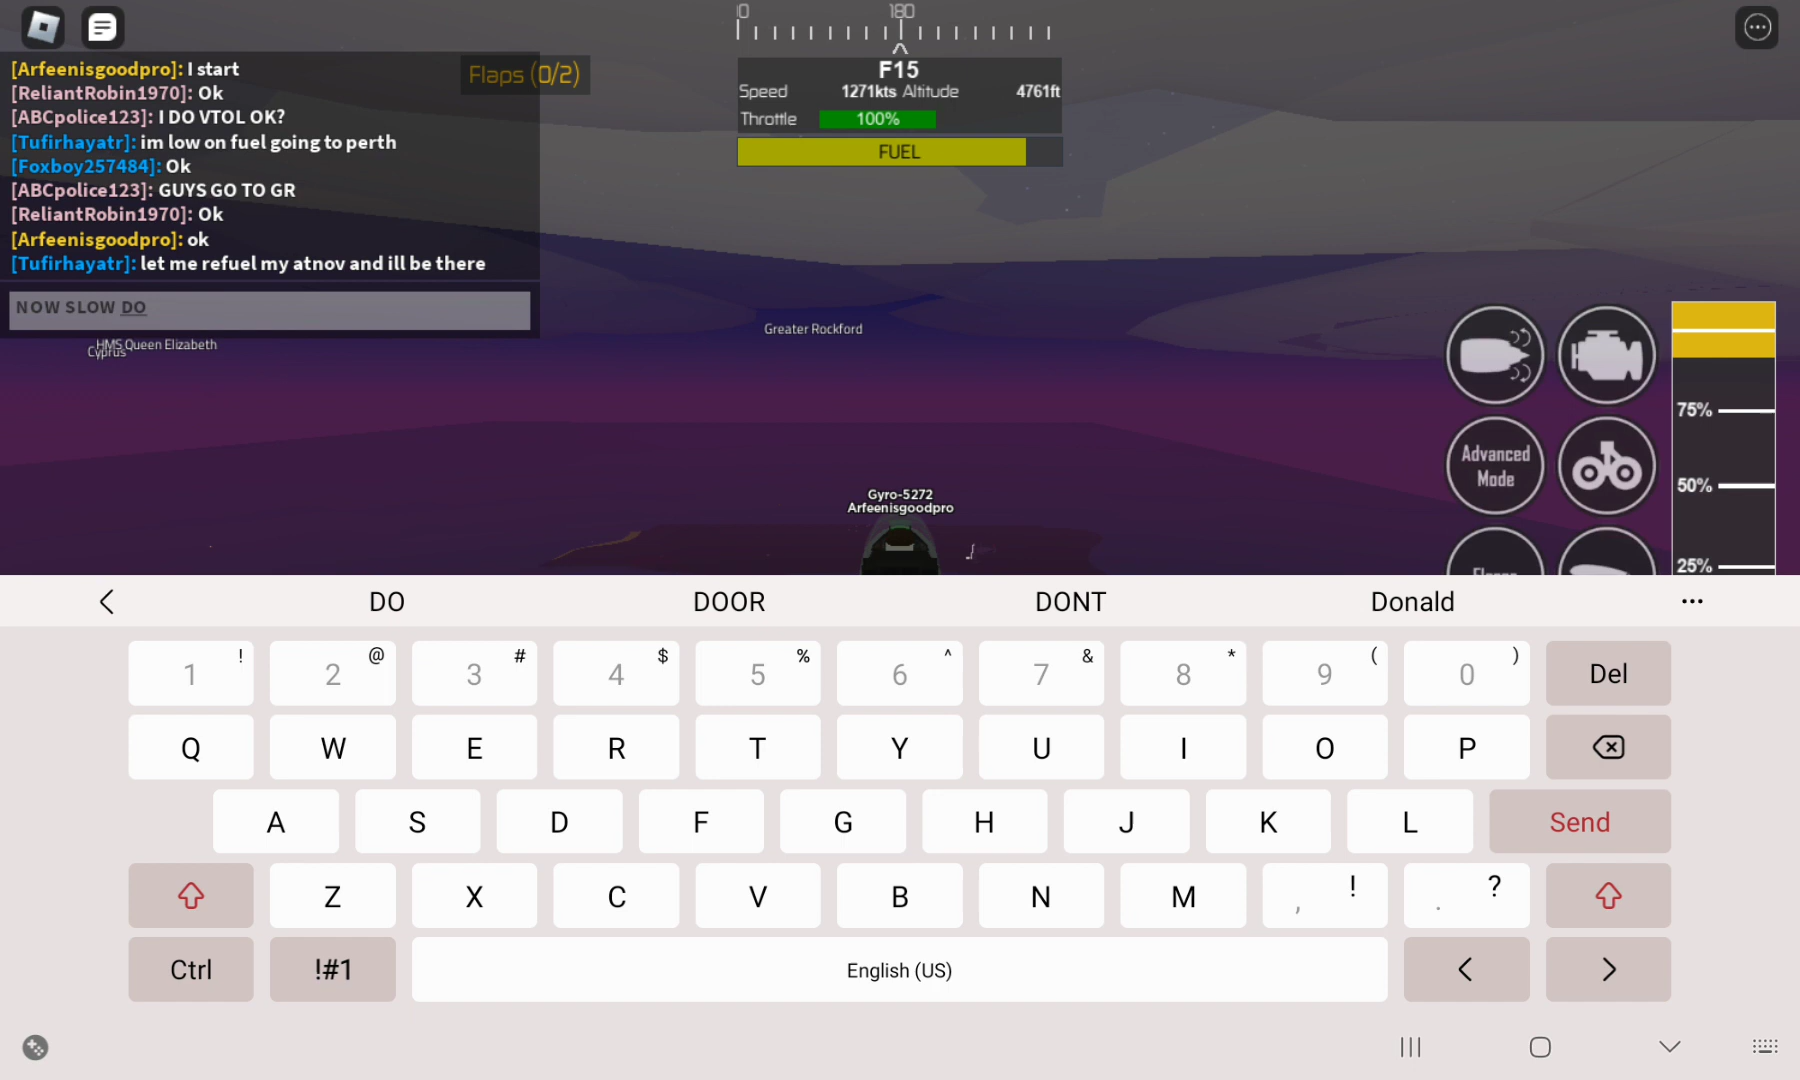 10
180
[Arfeenisgoodpro]: I start
[ReliantRobin1970]: Ok
[ABCpolice123]: I DO VTOL OK?
[Tufirhayatr]: im low on fuel going to perth
[Foxboy257484]: Ok
[ABCpolice123]: GUYS GO TO GR
[ReliantRobin1970]: Ok
[Arfeenisgoodpro]: ok
[Tufirhayatr]: let me refuel my atnov and ill be there
NOW SLOW DO
Flaps (0/2)
F15
Speed 1271kts Altitude 4761ft
Throttle 100%
FUEL
HMS Queen Elizabeth
Cyprus
Greater Rockford
Gyro-5272
Arfeenisgoodpro
Advanced
Mode
75%
50%
25%
DO DOOR DONT Donald
1 ! 2 @ 3 # 4 $ 5 % 6 ^ 7 & 8 * 9 ( 0 ) Del
Q W E R T Y U I O P
A S D F G H J K L Send
Z X C V B N M , ! . ?
Ctrl !#1 English (US) < >